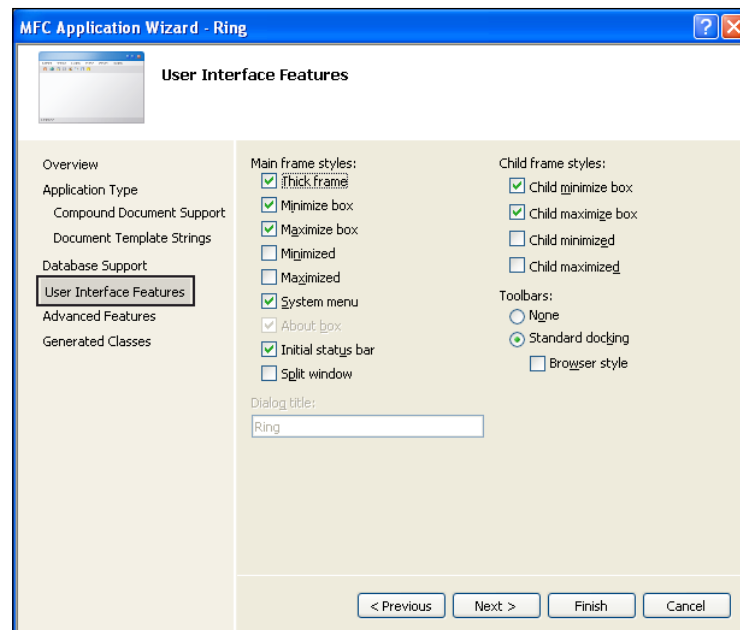 MFC Application Wizard - Ring
User Interface Features
Overview
Application Type
Compound Document Support
Document Template Strings
Database Support
User Interface Features
Advanced Features
Generated Classes
Main frame styles:
Thick frame
Minimize box
Maximize box
Minimized
Maximized
System menu
About box
Initial status bar
Split window
Dialog title:
Ring
Child frame styles:
Child minimize box
Child maximize box
Child minimized
Child maximized
Toolbars:
None
Standard docking
Browser style
< Previous
Next >
Finish
Cancel